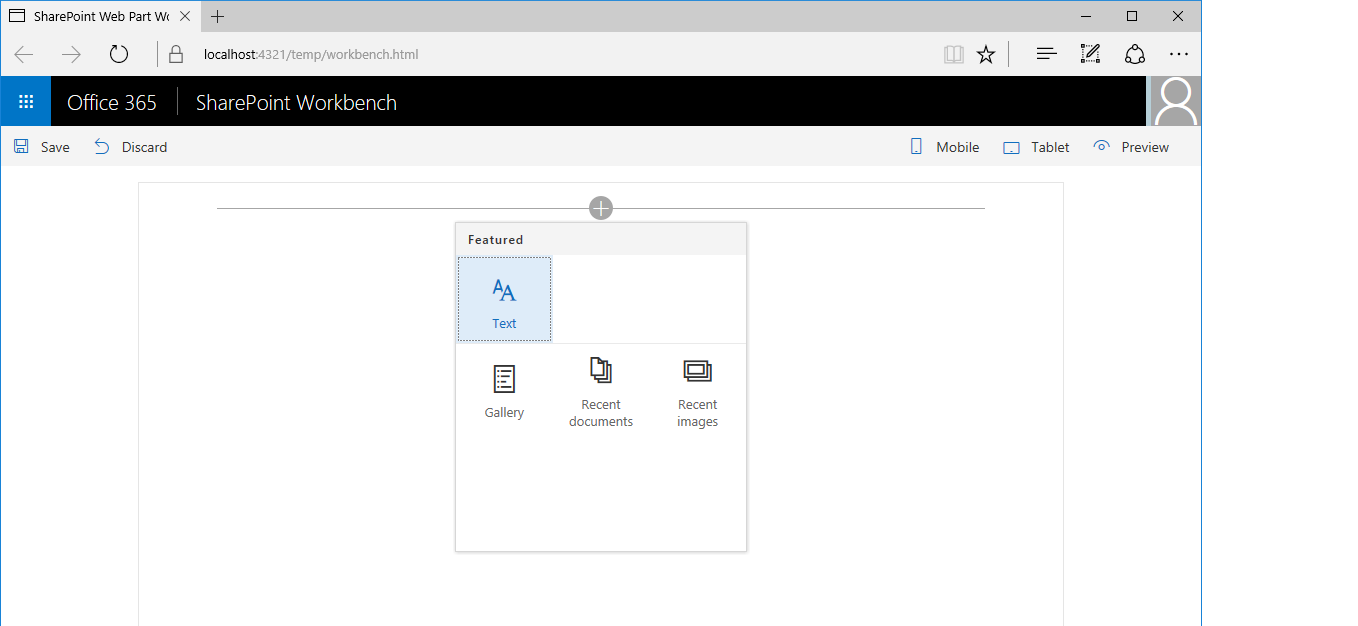 SharePoint Web Part Wo
localhost:4321/temp/workbench.html
Office 365 SharePoint Workbench
Save Discard Mobile Tablet Preview
Featured
Text
Gallery
Recent documents
Recent images